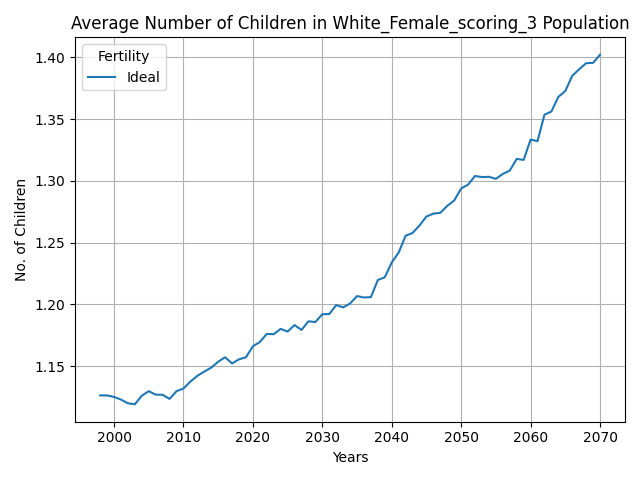 Average Number of Children in White_Female_scoring_3 Population
Fertility
Ideal
No. of Children
1.40
1.35
1.30
1.25
1.20
1.15
2000 2010 2020 2030 2040 2050 2060 2070
Years